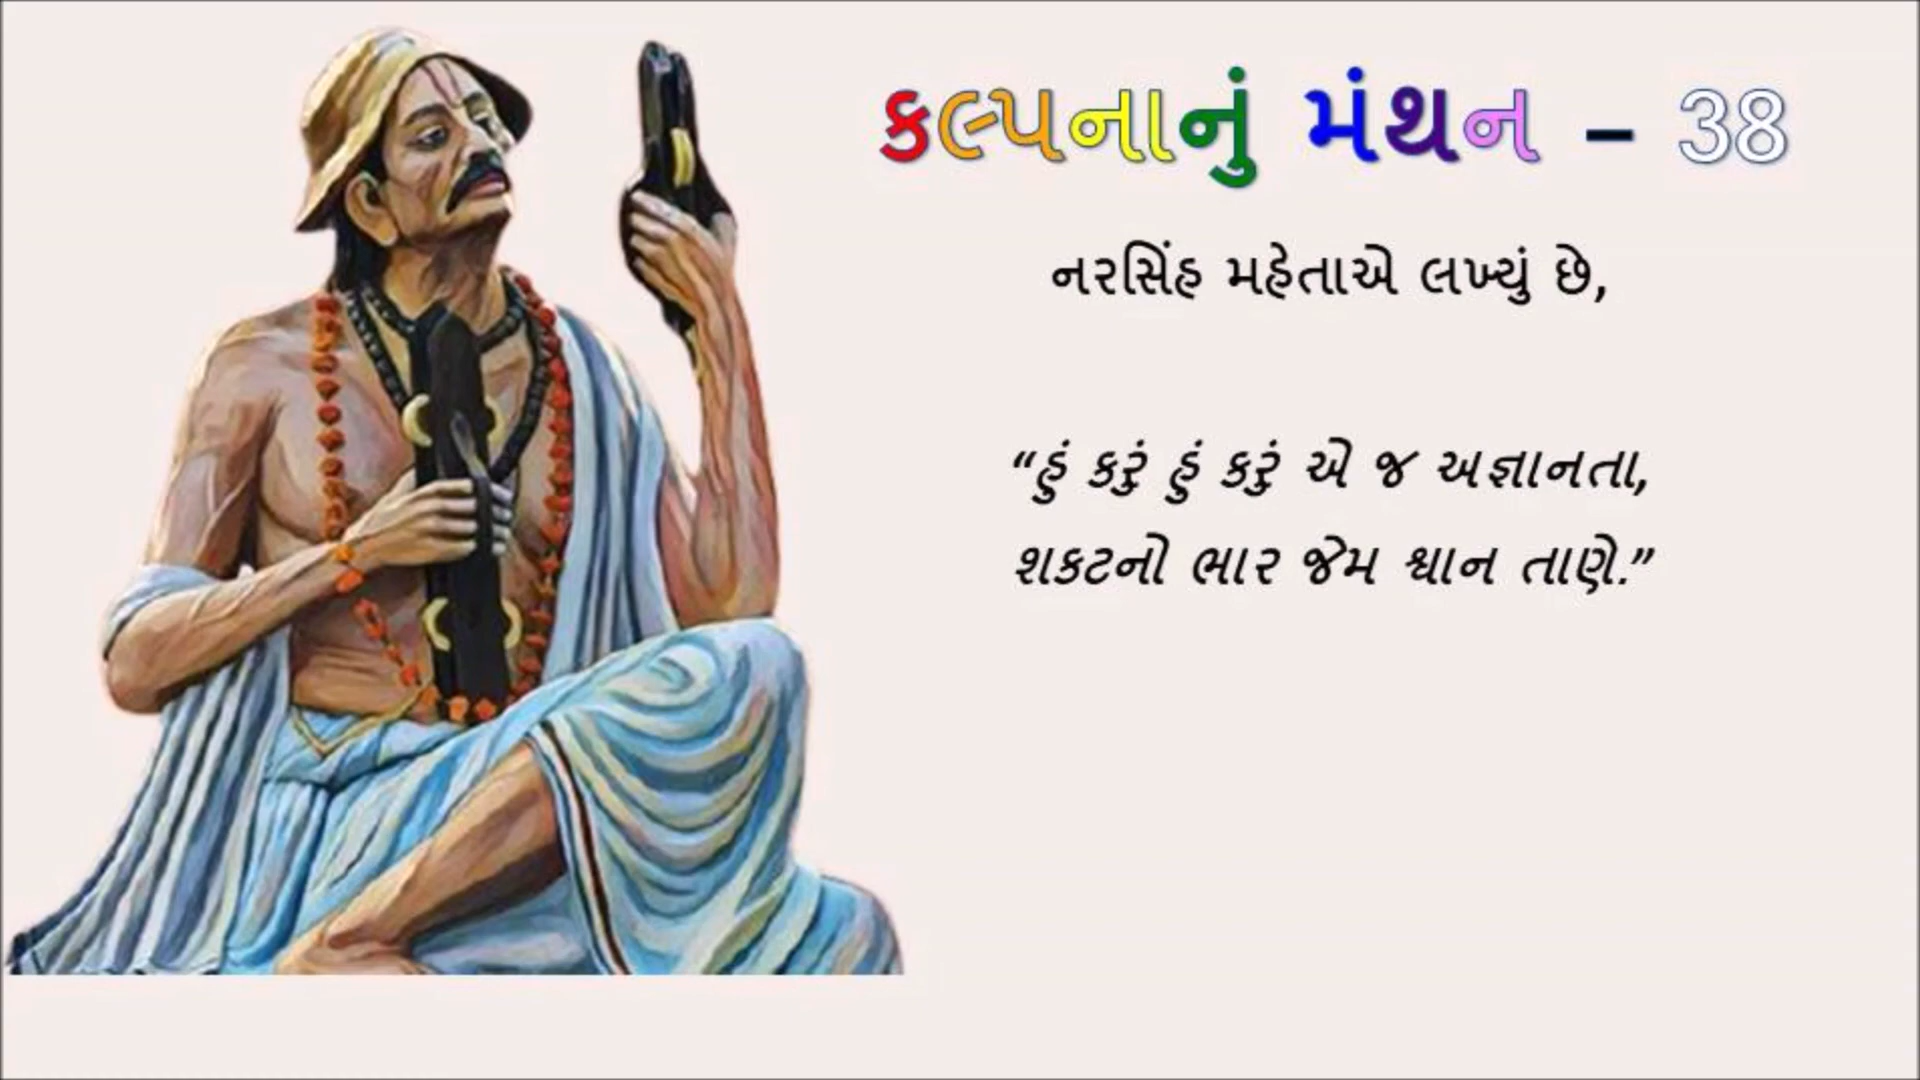 કલ્પનાનું મંથન – 38
નરસિંહ મહેતાએ લખ્યું છે,
“હું કરું હું કરું એ જ અજ્ઞાનતા,
શકટનો ભાર જેમ શ્વાન તાણે.”